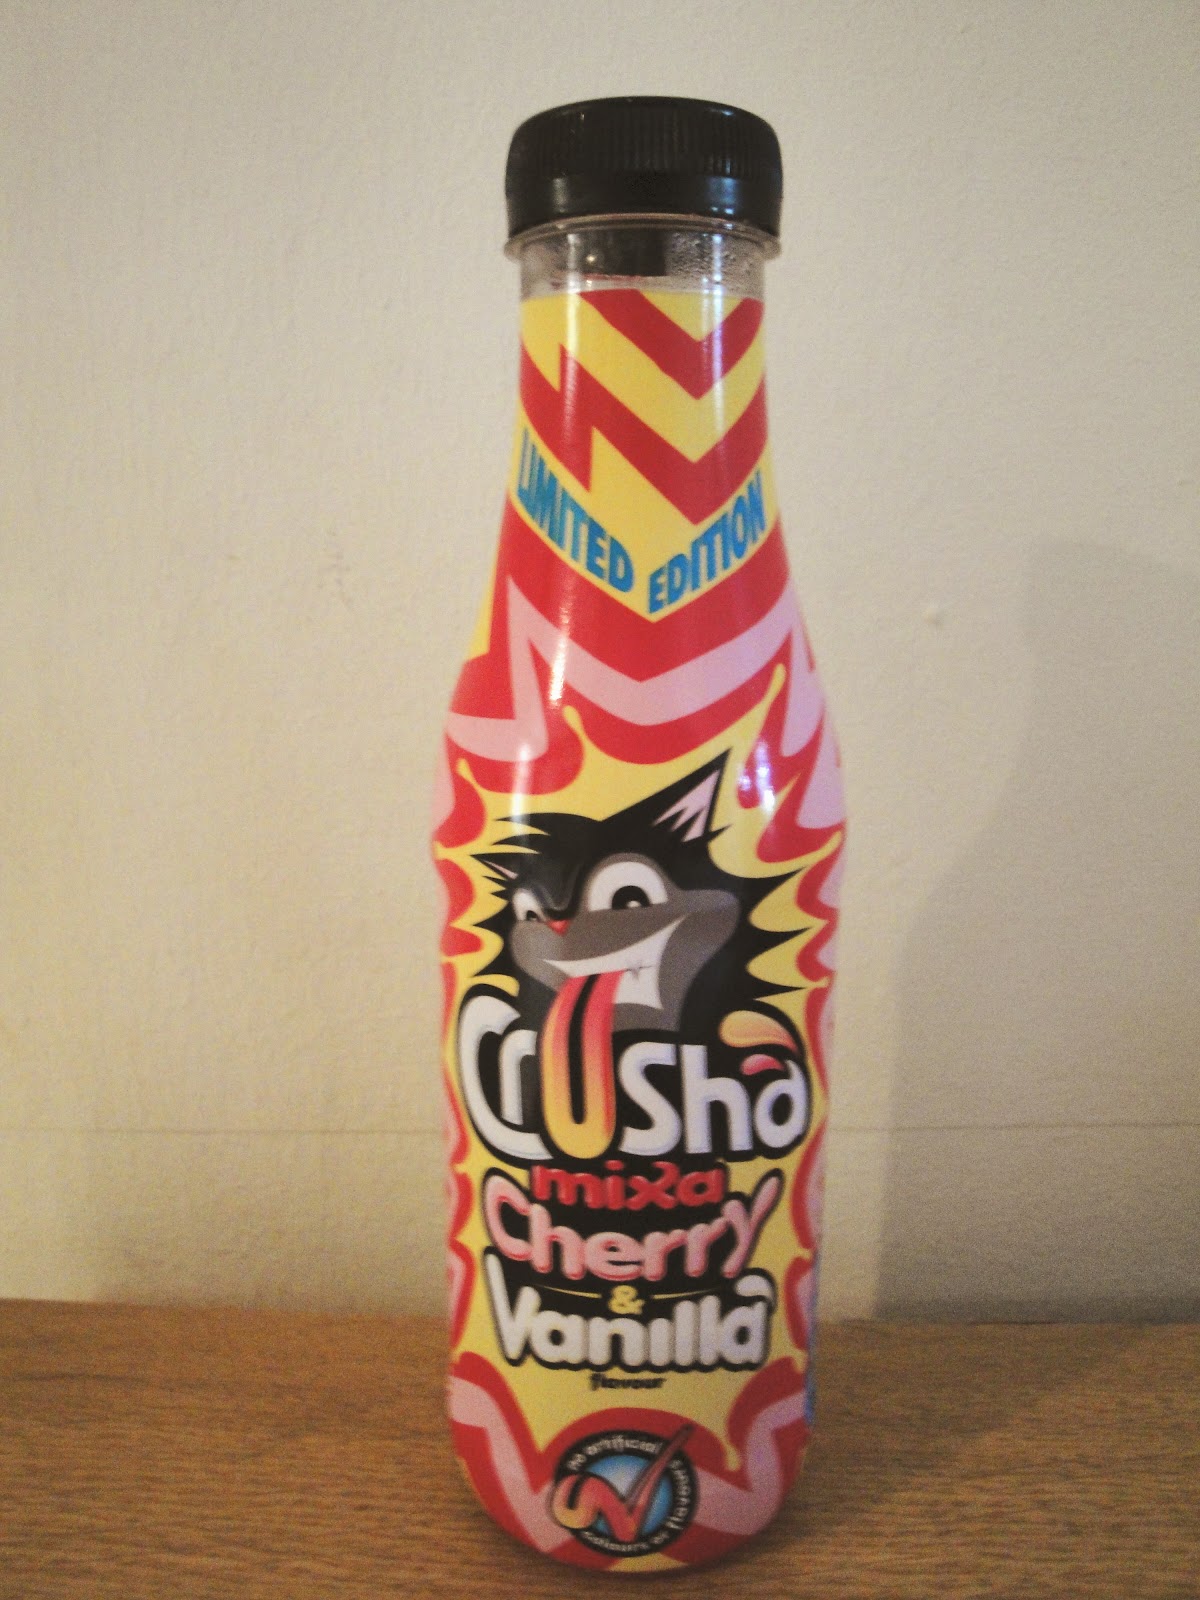 LIMITED EDITION
Crusha
mixa
Cherry
&
Vanilla
flavour
no artificial
colours or flavours